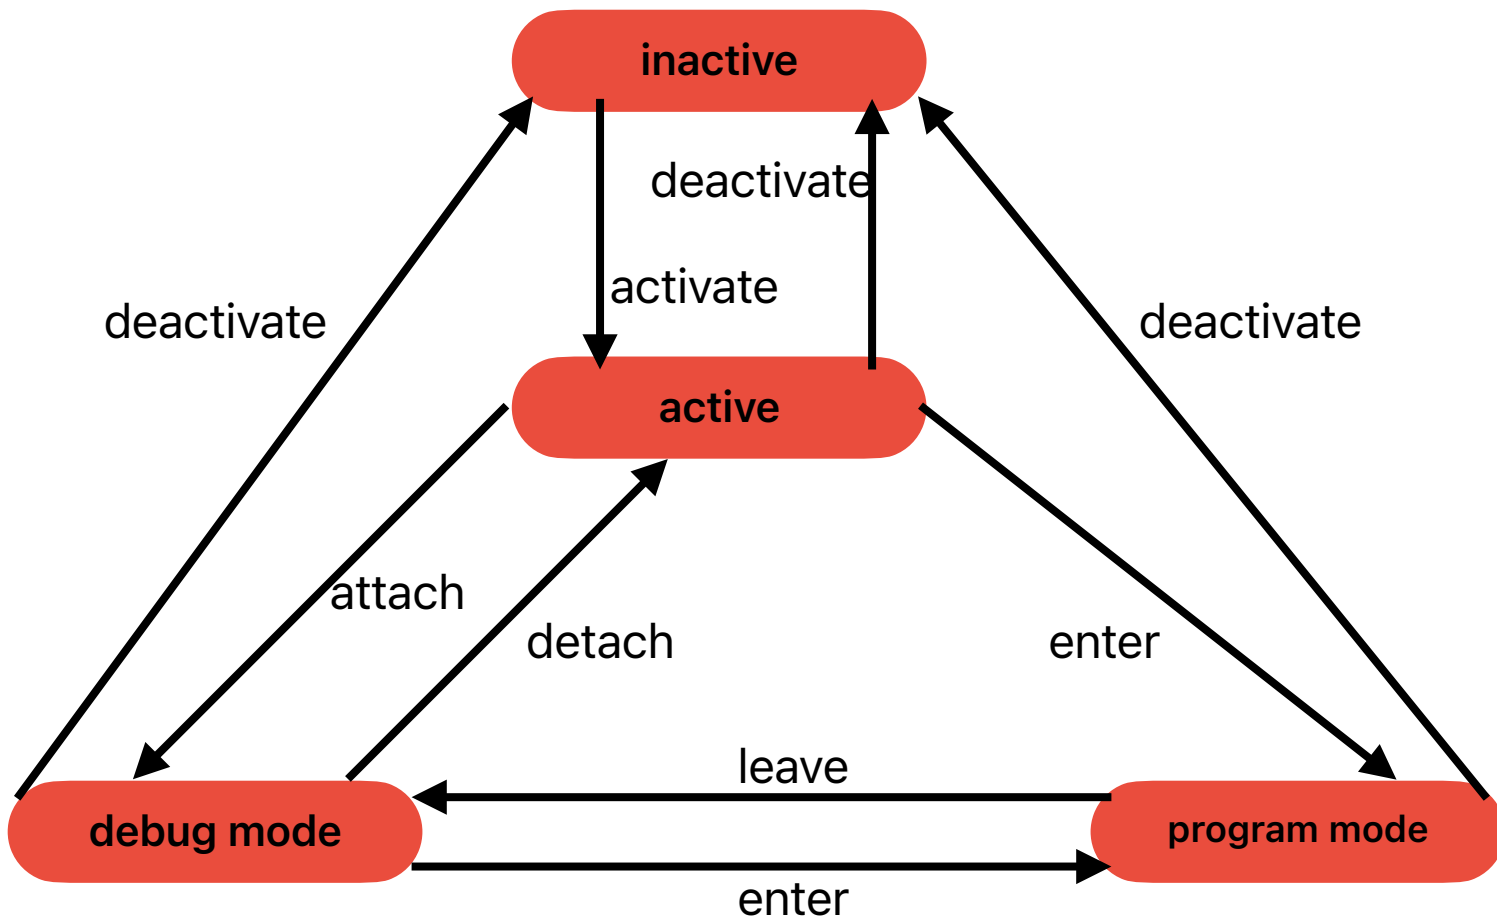 inactive
deactivate
activate
deactivate
deactivate
active
attach
detach
enter
leave
debug mode
program mode
enter